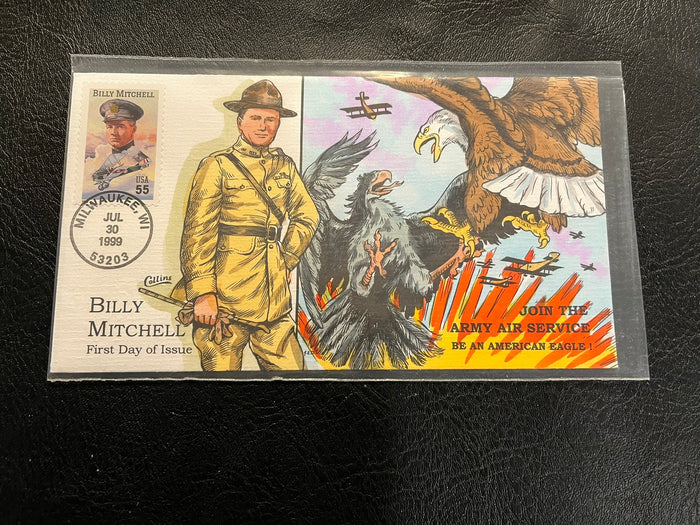 BILLY MITCHELL
USA
55
MILWAUKEE, WI
JUL
30
1999
53203
Collins
BILLY
MITCHELL
First Day of Issue
JOIN THE
ARMY AIR SERVICE
BE AN AMERICAN EAGLE !